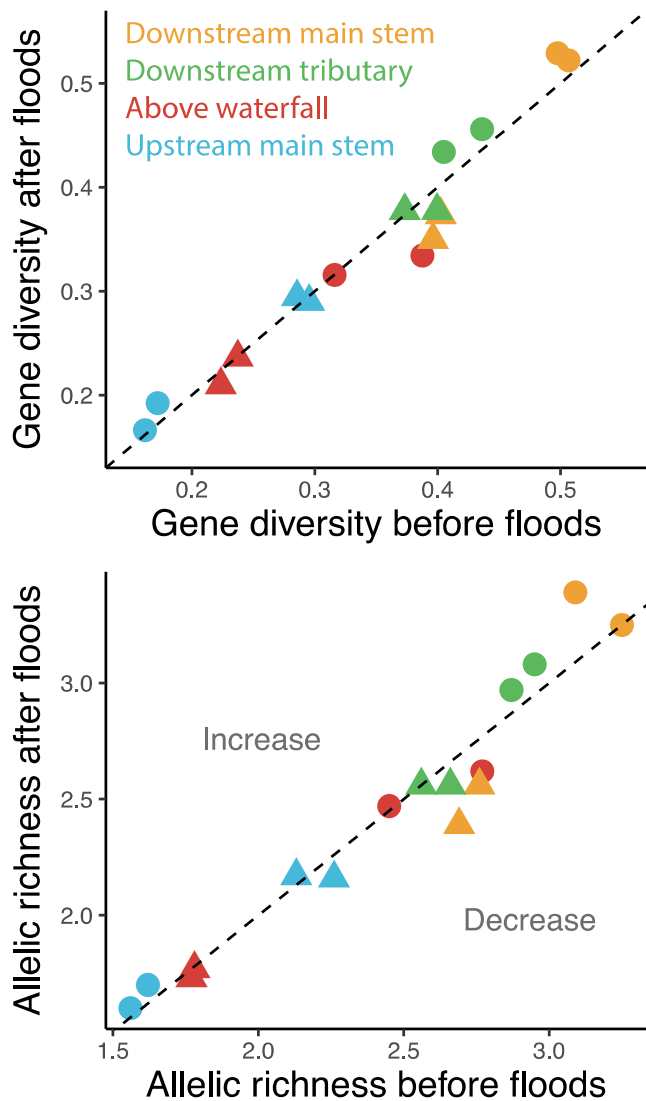 Downstream main stem
Downstream tributary
Above waterfall
Upstream main stem
Gene diversity after floods
0.5
0.4
0.3
0.2
0.2 0.3 0.4 0.5
Gene diversity before floods
Allelic richness after floods
3.0
2.5
2.0
Increase
Decrease
1.5 2.0 2.5 3.0
Allelic richness before floods